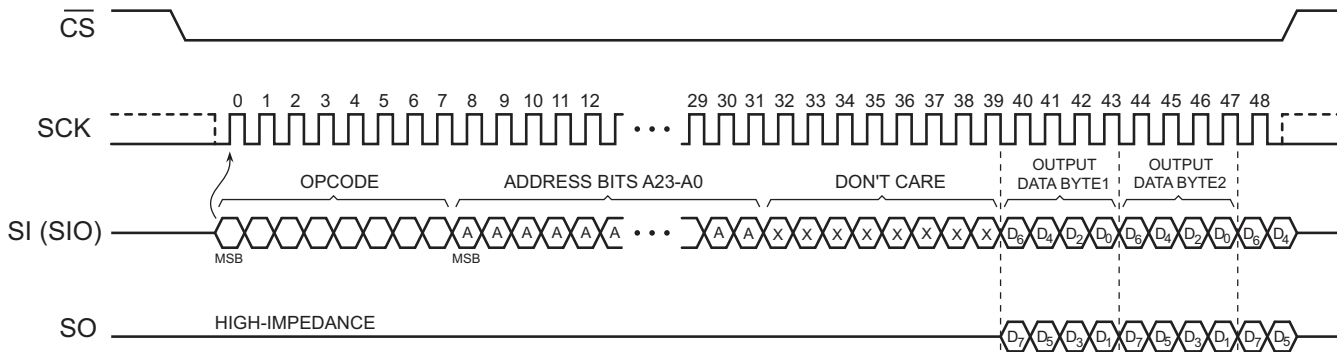 CS
0 1 2 3 4 5 6 7 8 9 10 11 12 29 30 31 32 33 34 35 36 37 38 39 40 41 42 43 44 45 46 47 48
SCK
OPCODE ADDRESS BITS A23-A0 DON'T CARE OUTPUT DATA BYTE1 OUTPUT DATA BYTE2
SI (SIO) A A A A A A A A X X X X X X X X D6 D4 D2 D0 D6 D4 D2 D0 D6 D4
MSB MSB
SO HIGH-IMPEDANCE D7 D5 D3 D1 D7 D5 D3 D1 D7 D5